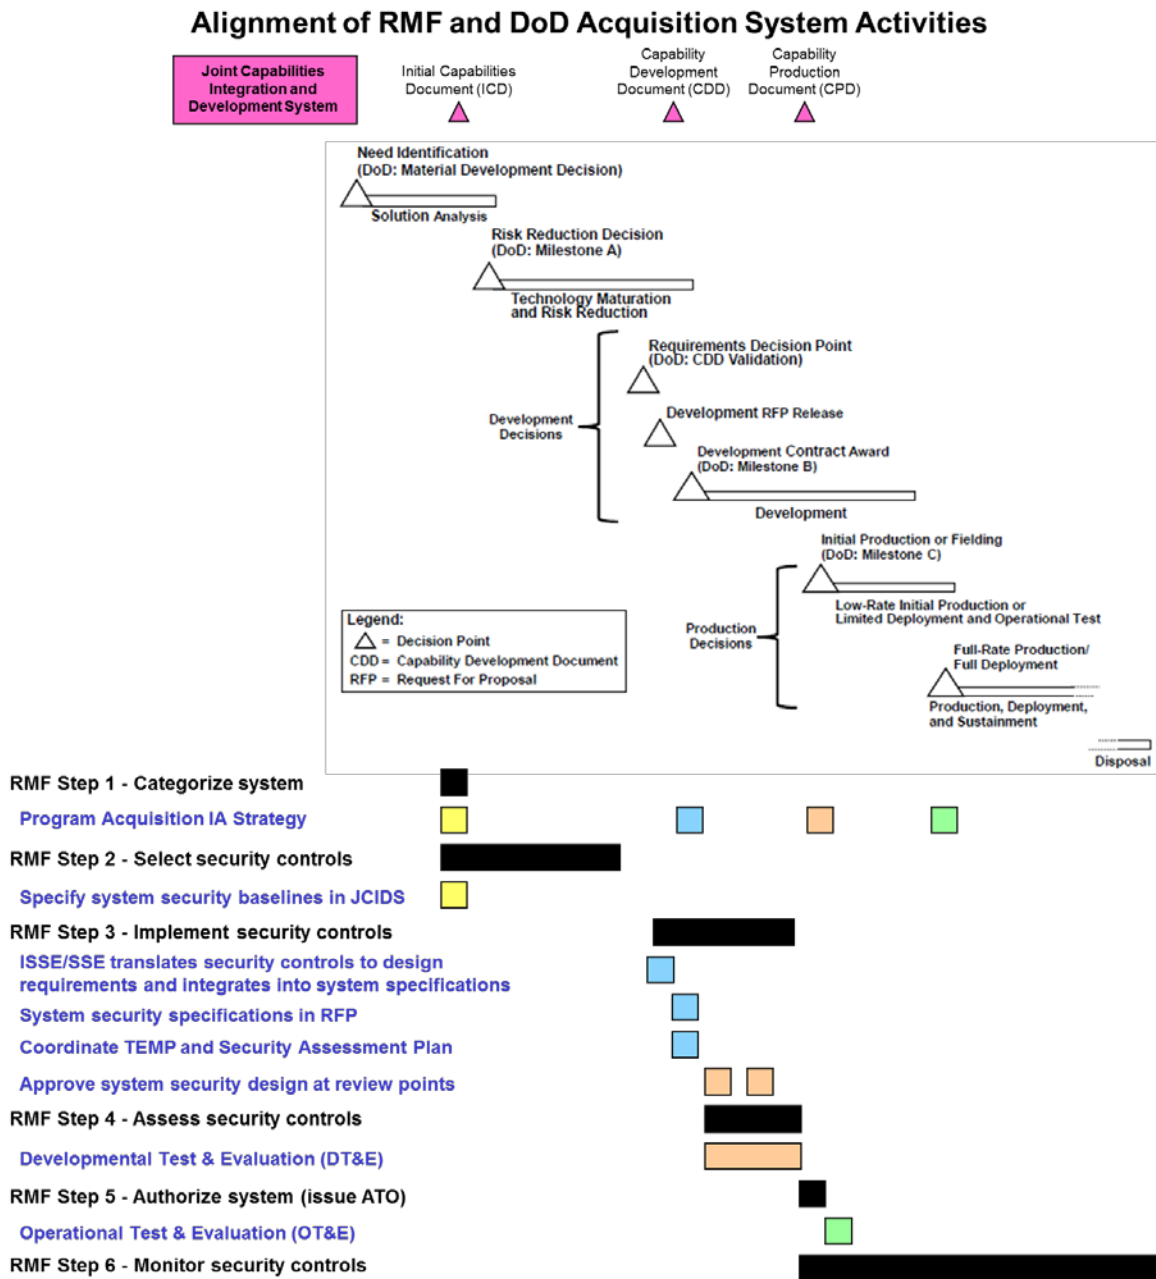 Alignment of RMF and DoD Acquisition System Activities
Joint Capabilities
Integration and
Development System
Initial Capabilities
Document (ICD)
Capability
Development
Document (CDD)
Capability
Production
Document (CPD)
Need Identification
(DoD: Material Development Decision)
Solution Analysis
Risk Reduction Decision
(DoD: Milestone A)
Technology Maturation
and Risk Reduction
Requirements Decision Point
(DoD: CDD Validation)
Development
Decisions
Development RFP Release
Development Contract Award
(DoD: Milestone B)
Development
Initial Production or Fielding
(DoD: Milestone C)
Low-Rate Initial Production or
Limited Deployment and Operational Test
Production
Decisions
Full-Rate Production/
Full Deployment
Production, Deployment,
and Sustainment
Disposal
Legend:
= Decision Point
CDD = Capability Development Document
RFP = Request For Proposal
RMF Step 1 - Categorize system
Program Acquisition IA Strategy
RMF Step 2 - Select security controls
Specify system security baselines in JCIDS
RMF Step 3 - Implement security controls
ISSE/SSE translates security controls to design
requirements and integrates into system specifications
System security specifications in RFP
Coordinate TEMP and Security Assessment Plan
Approve system security design at review points
RMF Step 4 - Assess security controls
Developmental Test & Evaluation (DT&E)
RMF Step 5 - Authorize system (issue ATO)
Operational Test & Evaluation (OT&E)
RMF Step 6 - Monitor security controls